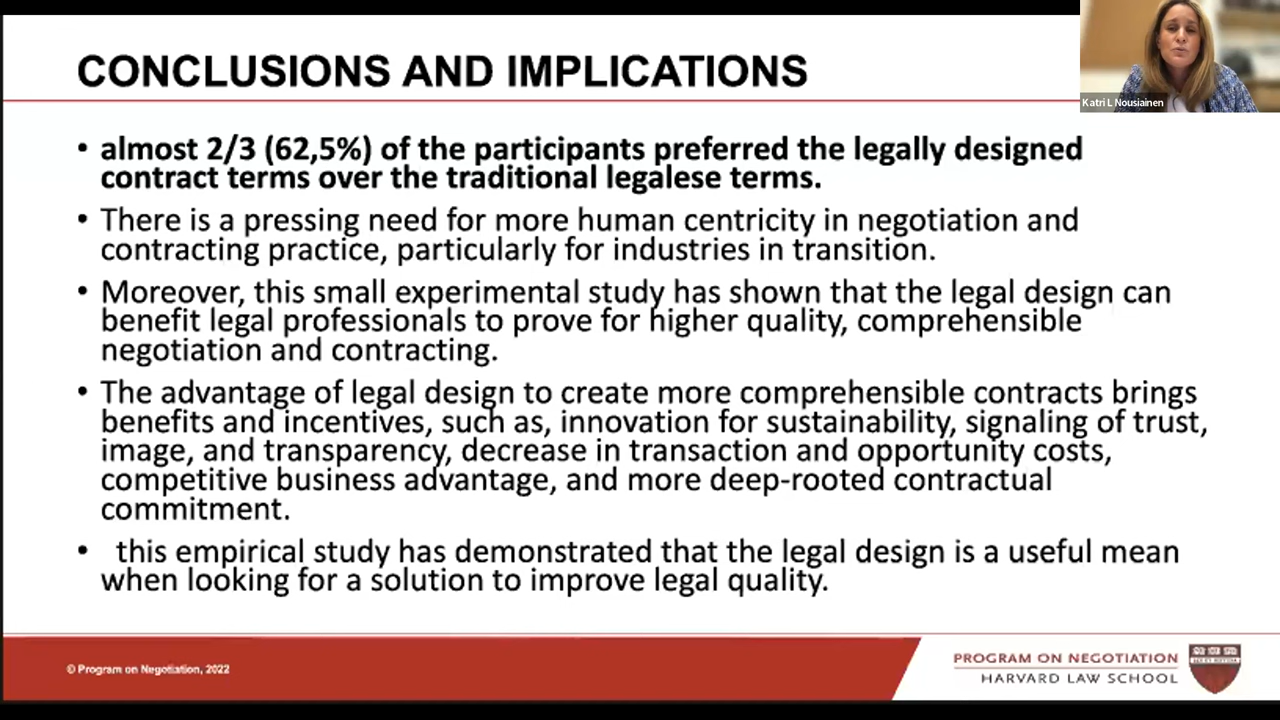 CONCLUSIONS AND IMPLICATIONS
Katri L Nousiainen
• almost 2/3 (62,5%) of the participants preferred the legally designed
contract terms over the traditional legalese terms.
• There is a pressing need for more human centricity in negotiation and
contracting practice, particularly for industries in transition.
• Moreover, this small experimental study has shown that the legal design can
benefit legal professionals to prove for higher quality, comprehensible
negotiation and contracting.
• The advantage of legal design to create more comprehensible contracts brings
benefits and incentives, such as, innovation for sustainability, signaling of trust,
image, and transparency, decrease in transaction and opportunity costs,
competitive business advantage, and more deep-rooted contractual
commitment.
• this empirical study has demonstrated that the legal design is a useful mean
when looking for a solution to improve legal quality.
© Program on Negotiation, 2022
PROGRAM ON NEGOTIATION
HARVARD LAW SCHOOL